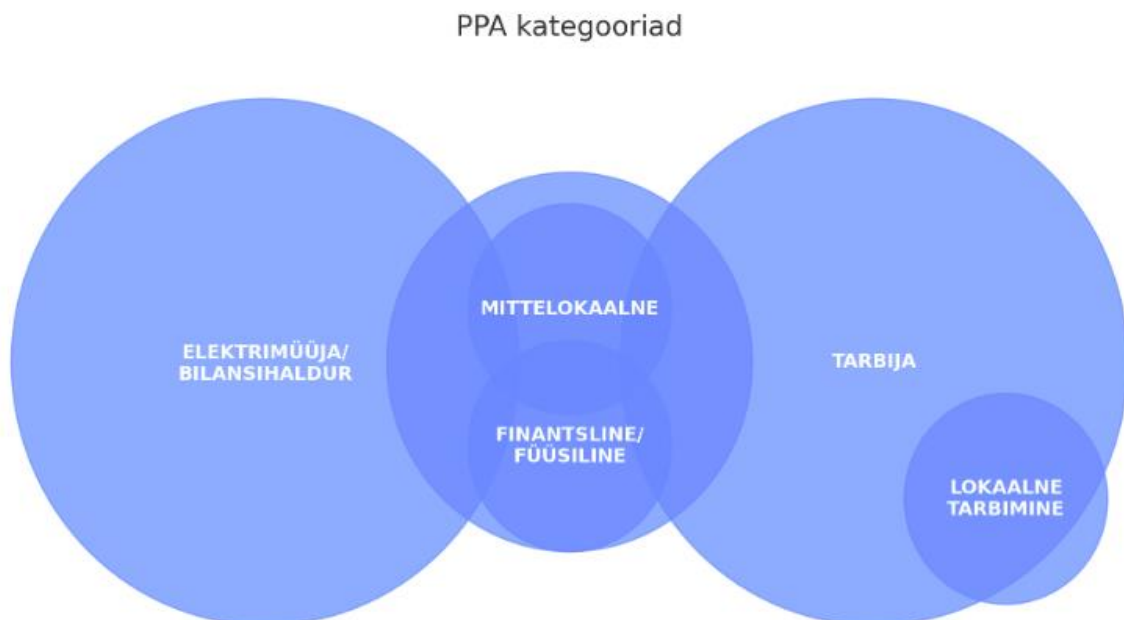 PPA kategooriad
MITTELOKAALNE
ELEKTRIMÜÜJA/
BILANSIHALDUR
TARBIJA
FINANTSLINE/
FÜÜSILINE
LOKAALNE
TARBIMINE